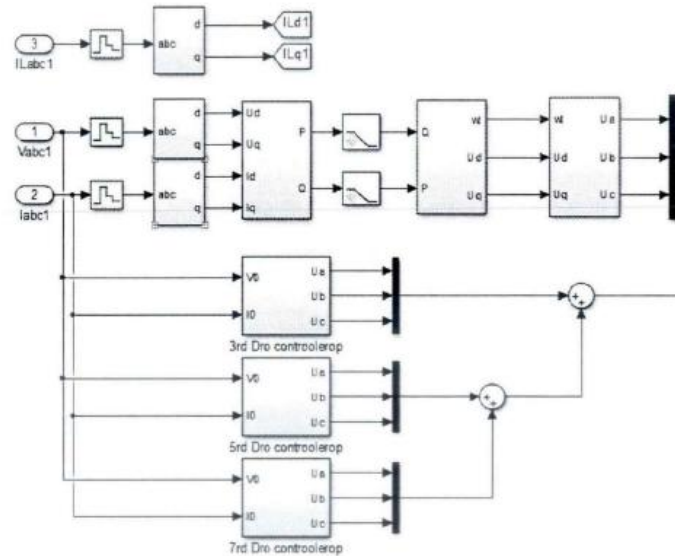 3
ILabc1
abc
d
q
ILd1
ILq1
1
Vabc1
abc
d
q
2
Iabc1
abc
d
q
Ud
Uq
Id
Iq
P
Q
Q
P
wt
Ud
Uq
wt
Ud
Uq
Ua
Ub
Uc
V0
I0
Ua
Ub
Uc
3rd Dro controolerop
V0
I0
Ua
Ub
Uc
5rd Dro controolerop
V0
I0
Ua
Ub
Uc
7rd Dro controolerop